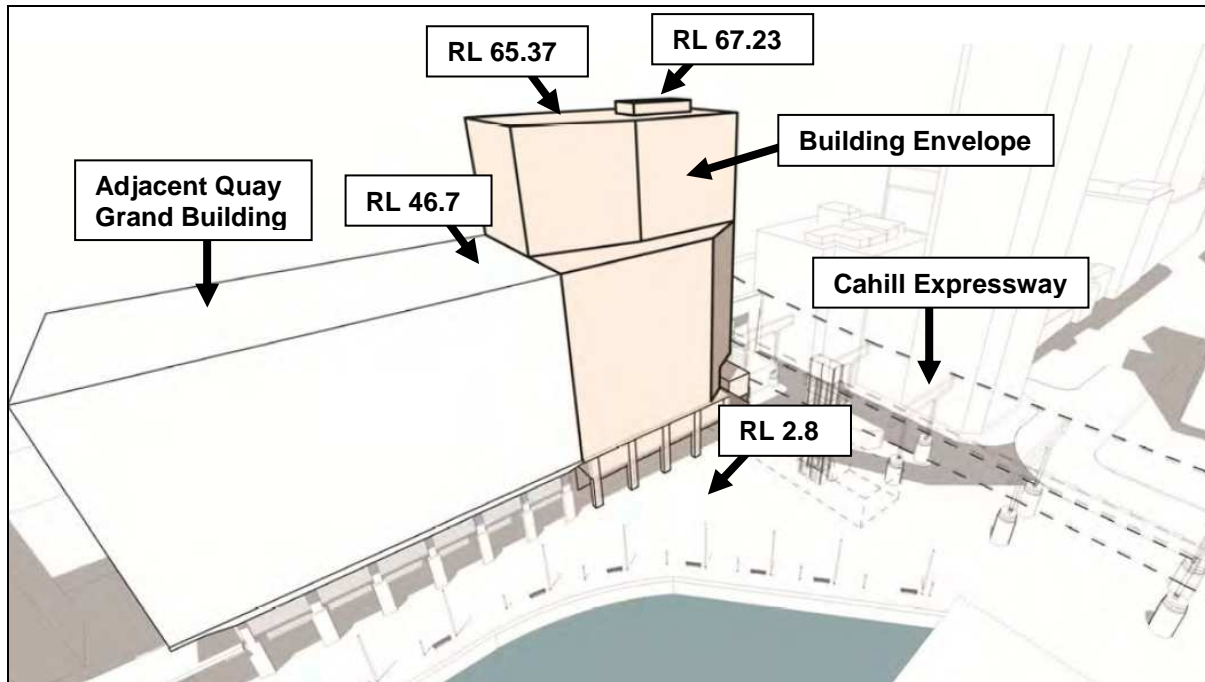 RL 65.37
RL 67.23
Building Envelope
Adjacent Quay
Grand Building
RL 46.7
Cahill Expressway
RL 2.8